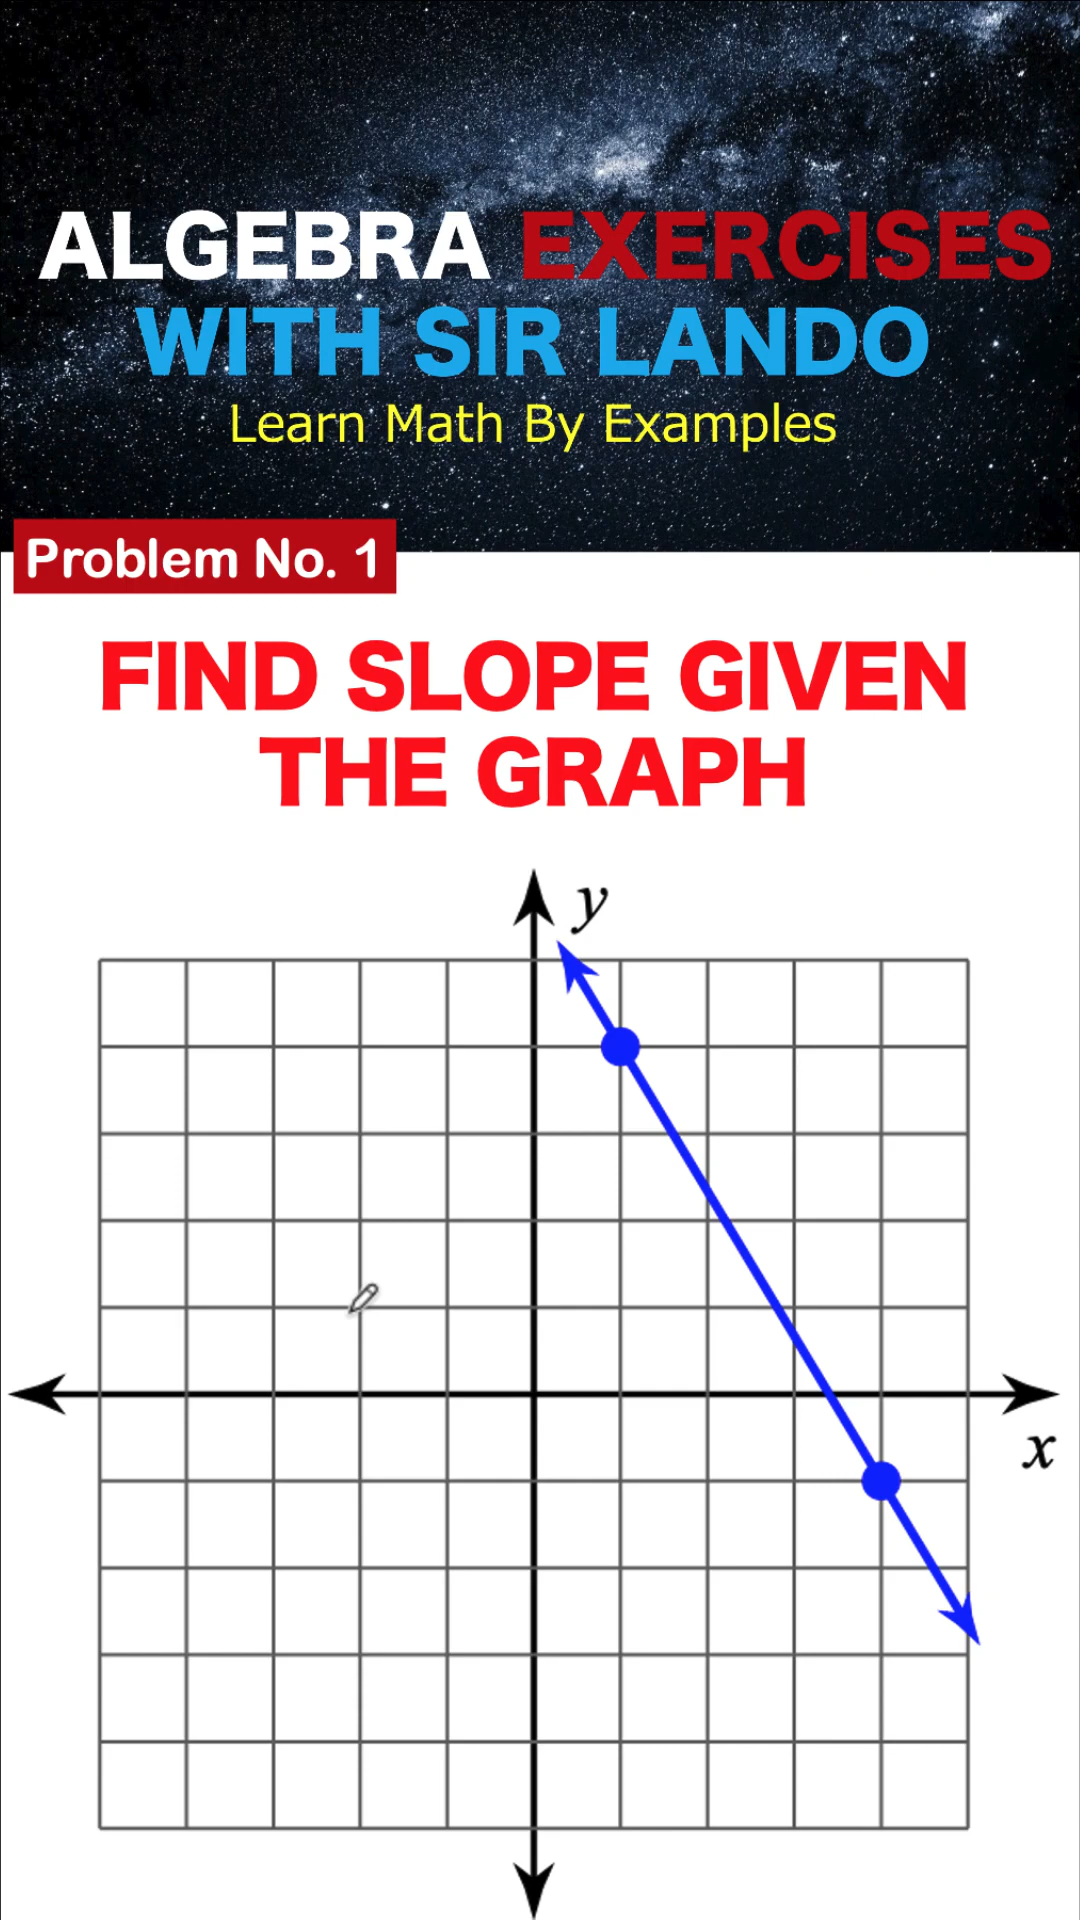 ALGEBRA EXERCISES
WITH SIR LANDO
Learn Math By Examples
Problem No. 1
FIND SLOPE GIVEN
THE GRAPH
y
x